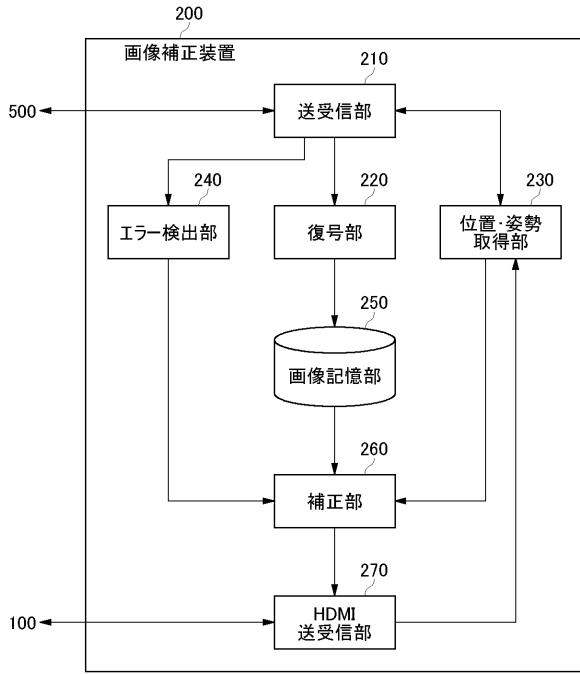 200
画像補正装置
210
500
送受信部
240
220
230
エラー検出部
復号部
位置・姿勢
取得部
250
画像記憶部
260
補正部
270
100
HDMI
送受信部